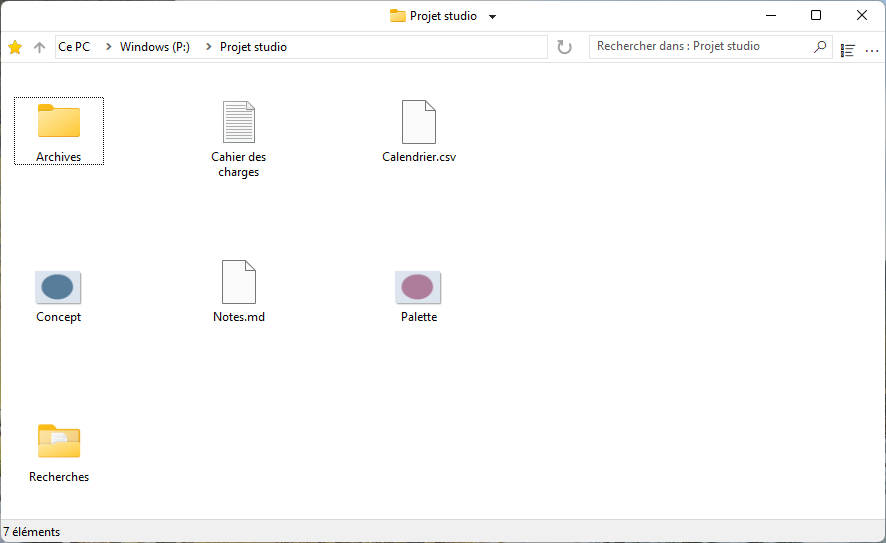 Projet studio
Ce PC > Windows (P:) > Projet studio
Rechercher dans : Projet studio
Archives
Cahier des
charges
Calendrier.csv
Concept
Notes.md
Palette
Recherches
7 éléments